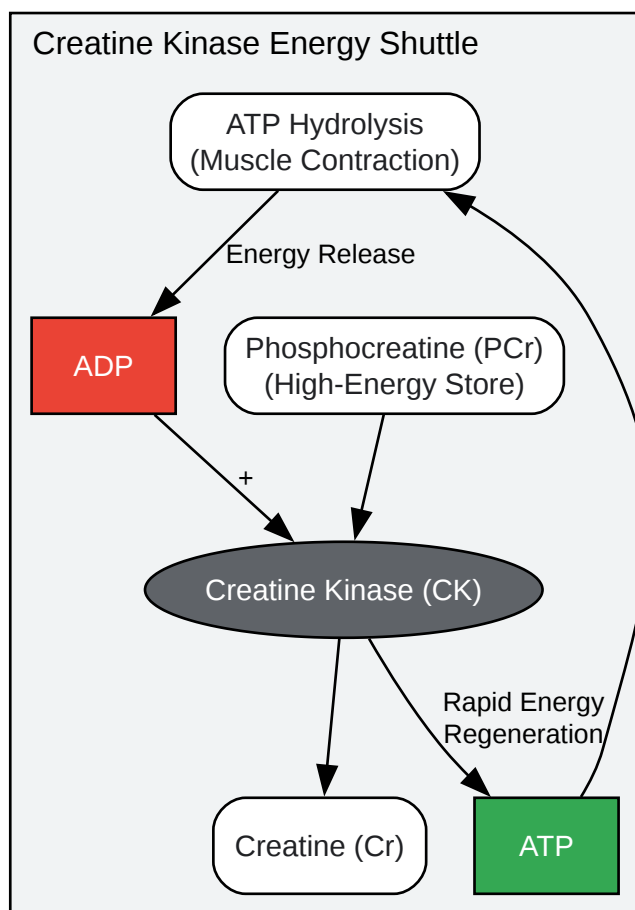 Creatine Kinase Energy Shuttle
ATP Hydrolysis
(Muscle Contraction)
Energy Release
ADP
Phosphocreatine (PCr)
(High-Energy Store)
+
Creatine Kinase (CK)
Rapid Energy
Regeneration
Creatine (Cr)
ATP